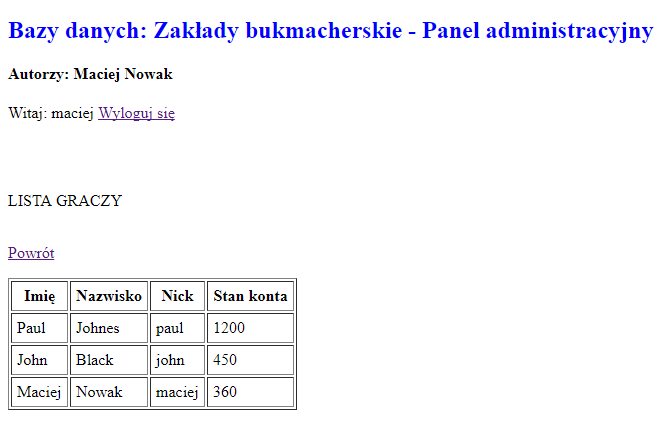 Bazy danych: Zakłady bukmacherskie - Panel administracyjny
Autorzy: Maciej Nowak
Witaj: maciej Wyloguj się
LISTA GRACZY
Powrót
Imię Nazwisko Nick Stan konta
Paul Johnes paul 1200
John Black john 450
Maciej Nowak maciej 360